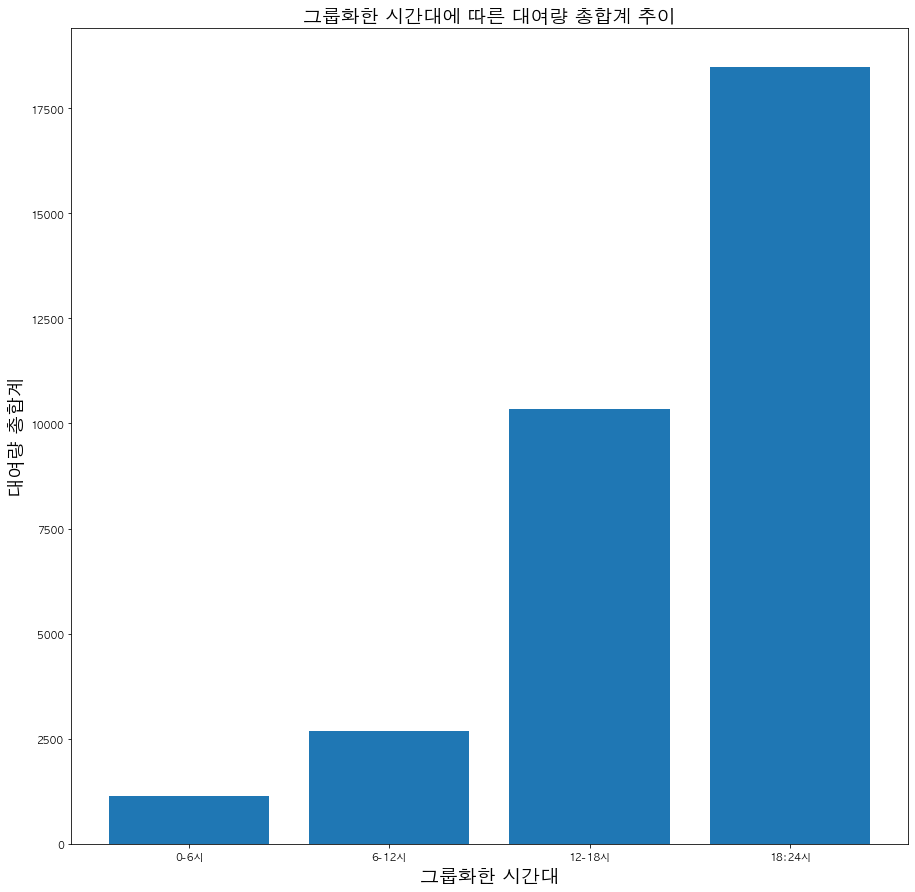 그룹화한 시간대에 따른 대여량 총합계 추이
17500
15000
12500
10000
7500
5000
2500
0
대여량 총합계
0-6시
6-12시
12-18시
18:24시
그룹화한 시간대